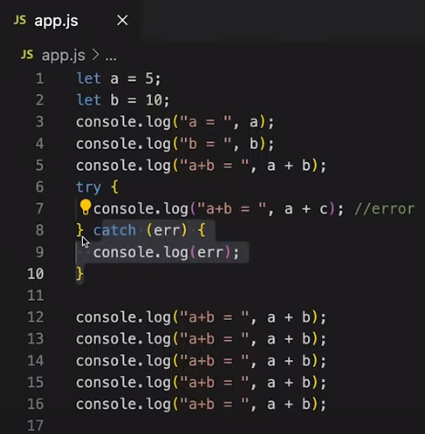 JS app.js ×
JS app.js > ...
1 let a = 5;
2 let b = 10;
3 console.log("a = ", a);
4 console.log("b = ", b);
5 console.log("a+b = ", a + b);
6 try {
7 console.log("a+b = ", a + c); //error
8 } catch (err) {
9 console.log(err);
10 }
11
12 console.log("a+b = ", a + b);
13 console.log("a+b = ", a + b);
14 console.log("a+b = ", a + b);
15 console.log("a+b = ", a + b);
16 console.log("a+b = ", a + b);
17